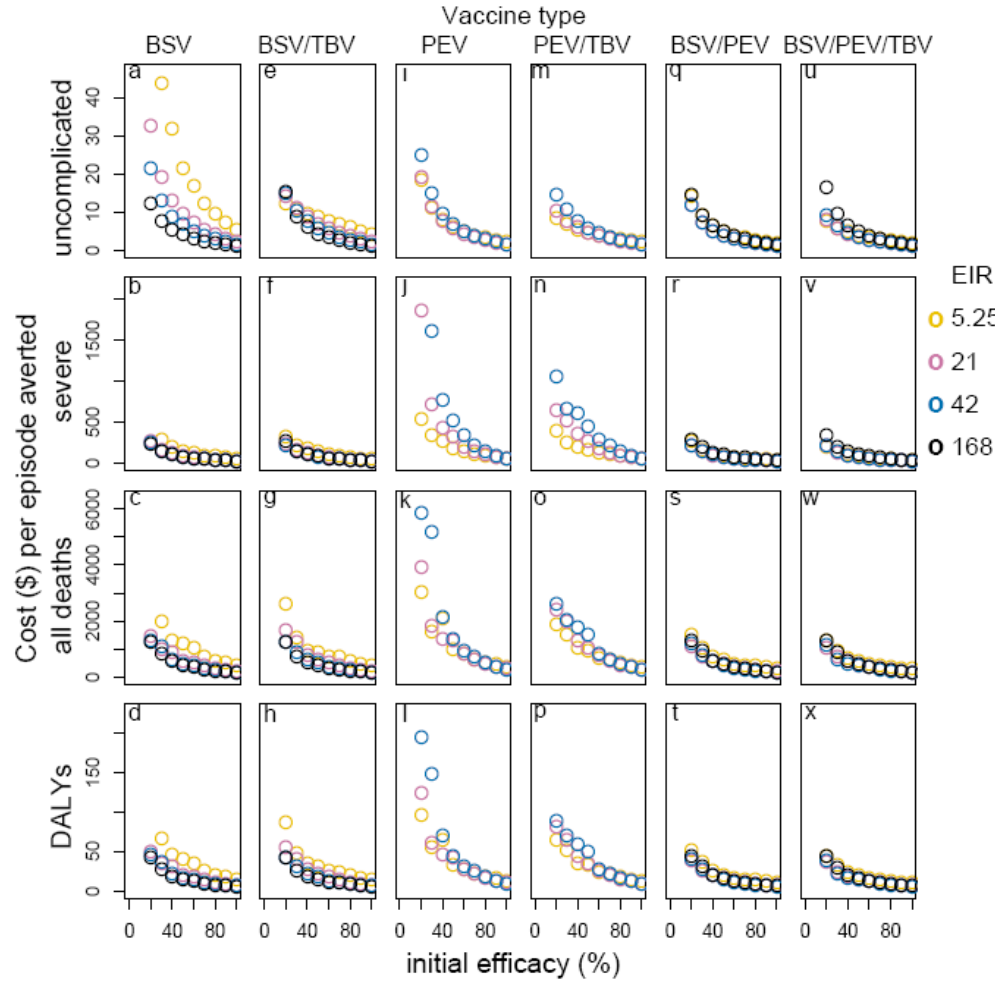 Vaccine type
BSV BSV/TBV PEV PEV/TBV BSV/PEV BSV/PEV/TBV
a e i m q u
uncomplicated
0 10 20 30 40
b f j n r v
severe
0 500 1500
c g k o s w
all deaths
0 2000 4000 6000
d h l p t x
DALYs
0 50 150
Cost ($) per episode averted
EIR
5.25
21
42
168
0 40 80 0 40 80 0 40 80 0 40 80 0 40 80 0 40 80
initial efficacy (%)